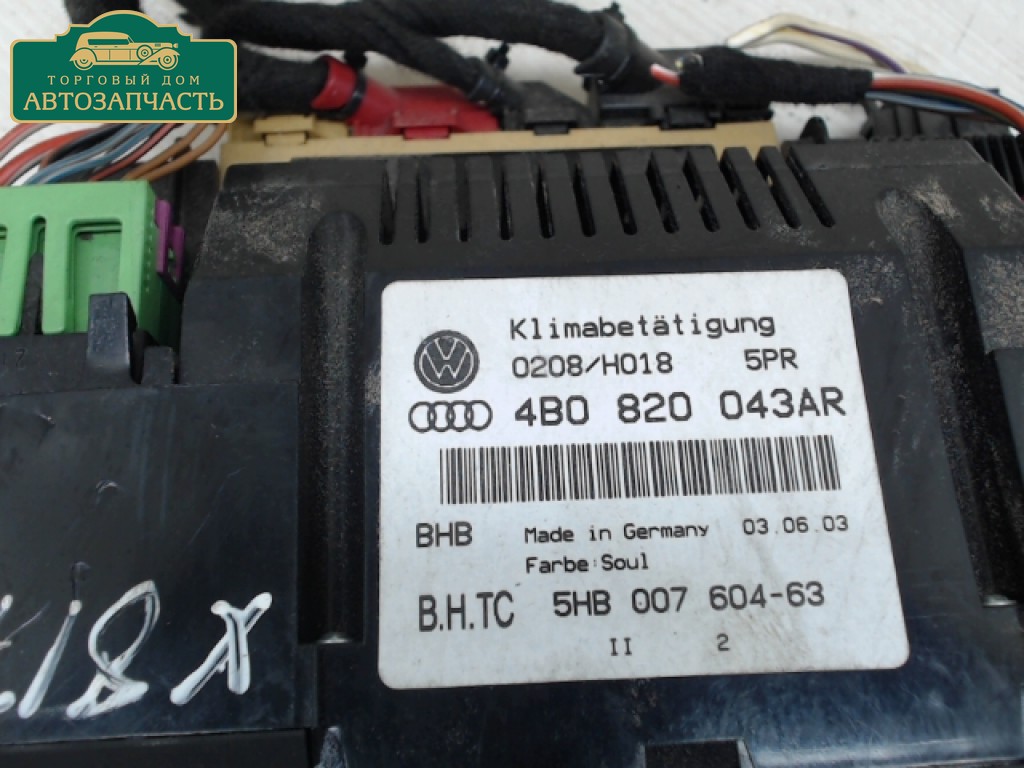 ТОРГОВЫЙ ДОМ
АВТОЗАПЧАСТЬ
Klimabetätigung
0208/H018 5PR
4B0 820 043AR
BHB Made in Germany 03.06.03
Farbe:Soul
B.H.TC 5HB 007 604-63
II 2